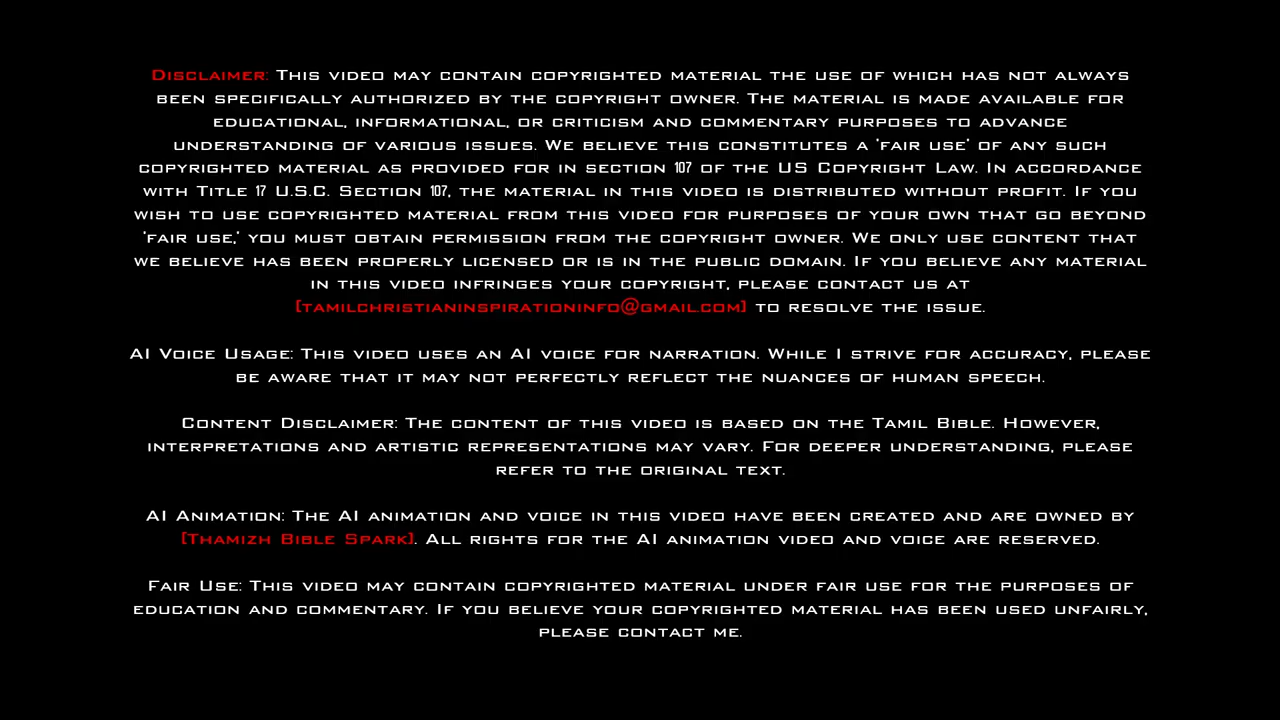 Disclaimer: This video may contain copyrighted material the use of which has not always
been specifically authorized by the copyright owner. The material is made available for
educational, informational, or criticism and commentary purposes to advance
understanding of various issues. We believe this constitutes a 'fair use' of any such
copyrighted material as provided for in section 107 of the US Copyright Law. In accordance
with Title 17 U.S.C. Section 107, the material in this video is distributed without profit. If you
wish to use copyrighted material from this video for purposes of your own that go beyond
'fair use,' you must obtain permission from the copyright owner. We only use content that
we believe has been properly licensed or is in the public domain. If you believe any material
in this video infringes your copyright, please contact us at
[tamilchristianinspirationinfo@gmail.com] to resolve the issue.
AI Voice Usage: This video uses an AI voice for narration. While I strive for accuracy, please
be aware that it may not perfectly reflect the nuances of human speech.
Content Disclaimer: The content of this video is based on the Tamil Bible. However,
interpretations and artistic representations may vary. For deeper understanding, please
refer to the original text.
AI Animation: The AI animation and voice in this video have been created and are owned by
[Thamizh Bible Spark]. All rights for the AI animation video and voice are reserved.
Fair Use: This video may contain copyrighted material under fair use for the purposes of
education and commentary. If you believe your copyrighted material has been used unfairly,
please contact me.